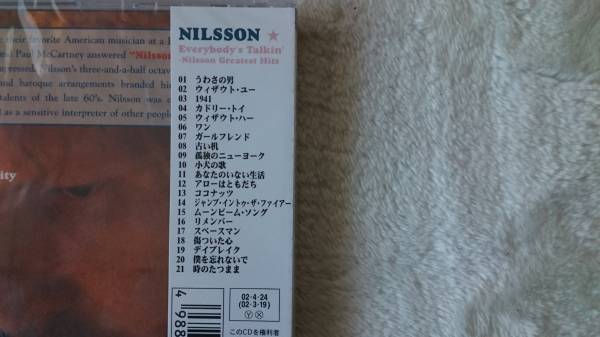 their favorite American musician at a
Paul McCartney answered "Nilsson
Nilsson's three-and-a-half octav
and baroque arrangements branded hi
talents of the late 60's. Nilsson was
as a sensitive interpreter of other people
ity
NILSSON ★
Everybody's Talkin'
-Nilsson Greatest Hits
01 うわさの男
02 ウィザウト・ユー
03 1941
04 カドリー・トイ
05 ウィザウト・ハー
06 ワン
07 ガールフレンド
08 古い机
09 孤独のニューヨーク
10 小犬の歌
11 あなたのいない生活
12 アローはともだち
13 ココナッツ
14 ジャンプ・イントゥ・ザ・ファイアー
15 ムーンビーム・ソング
16 リメンバー
17 スペースマン
18 傷ついた心
19 デイブレイク
20 僕を忘れないで
21 時のたつまま
02・4・24
(02・3・19)
Ⓨ Ⓧ
4 988
このCDを権利者